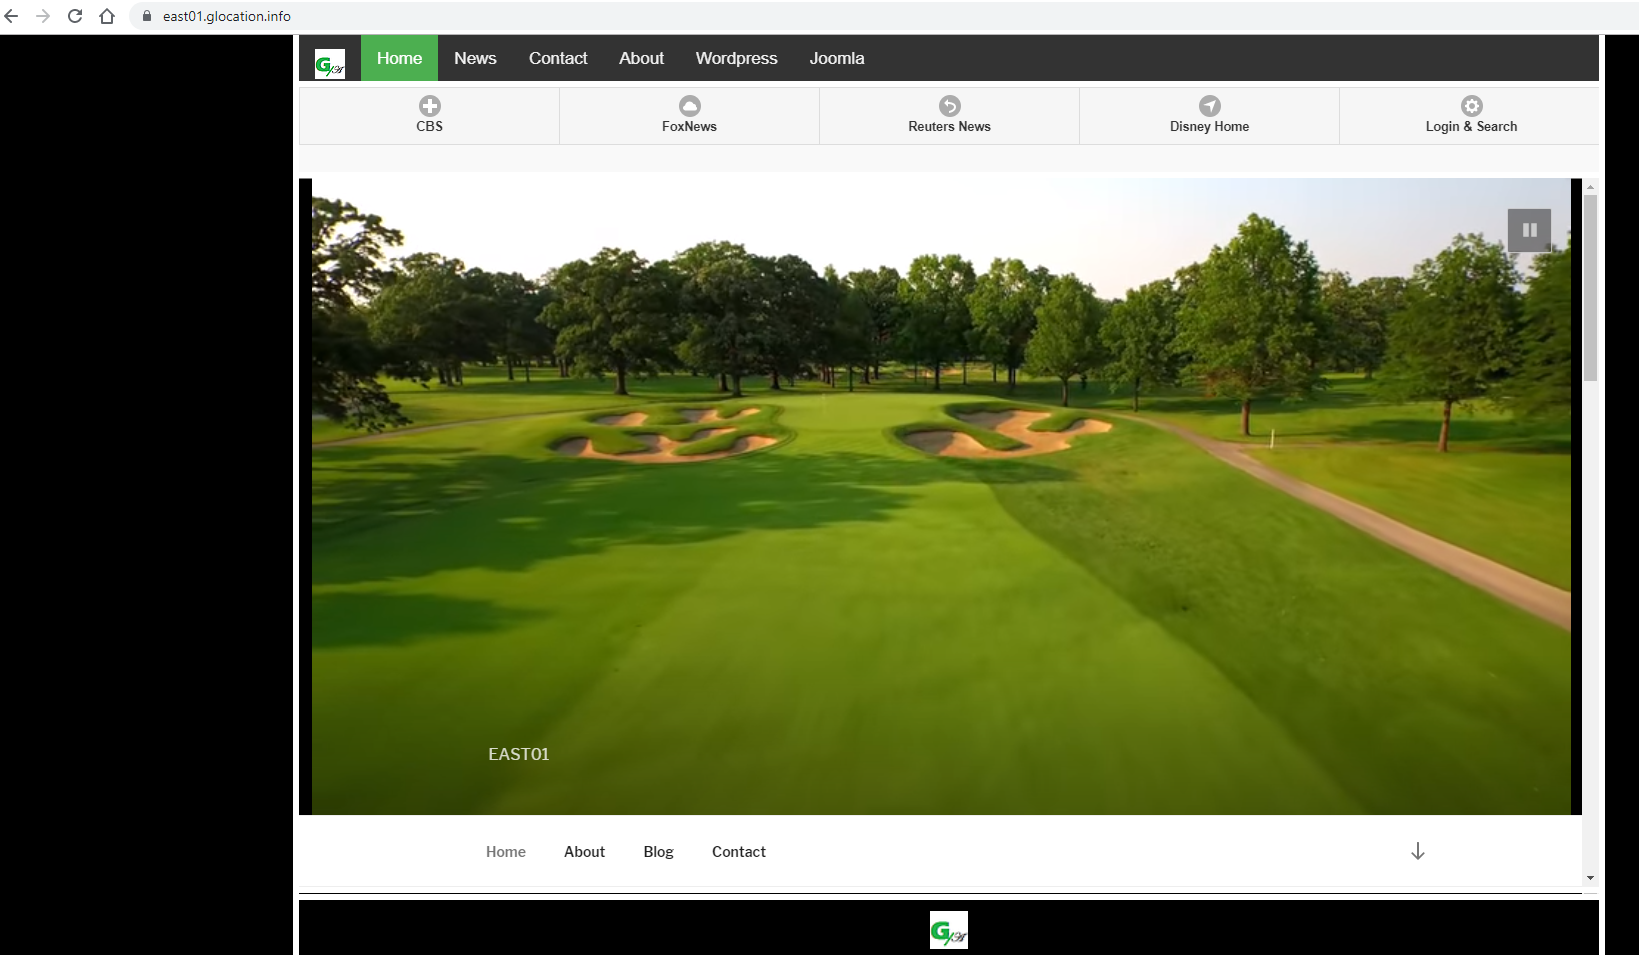 east01.glocation.info
Home News Contact About Wordpress Joomla
CBS FoxNews Reuters News Disney Home Login & Search
EAST01
Home About Blog Contact